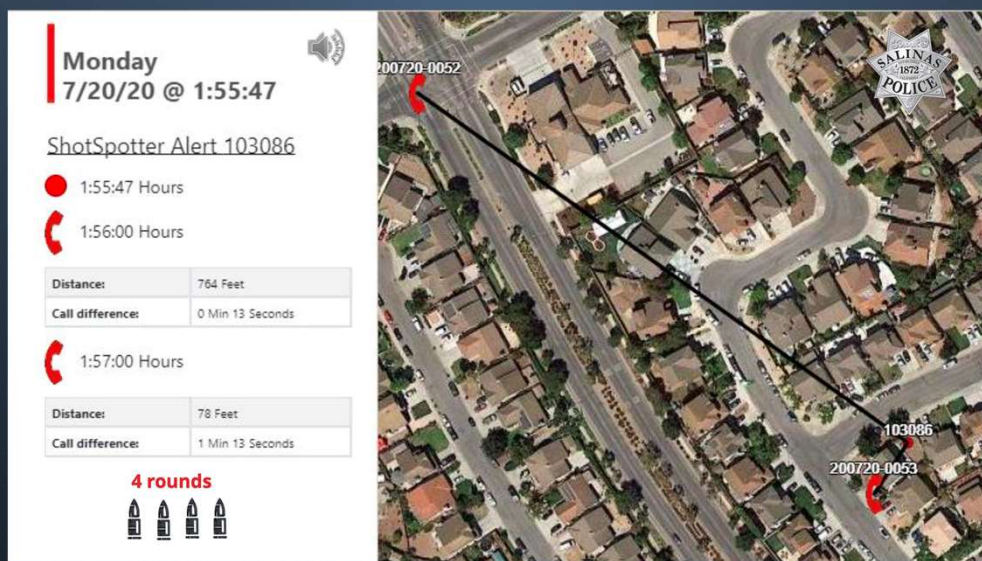 Monday
7/20/20 @ 1:55:47
ShotSpotter Alert 103086
1:55:47 Hours
1:56:00 Hours
Distance: 764 Feet
Call difference: 0 Min 13 Seconds
1:57:00 Hours
Distance: 78 Feet
Call difference: 1 Min 13 Seconds
4 rounds
200720-0052
SALINAS
1872
POLICE
103086
200720-0053